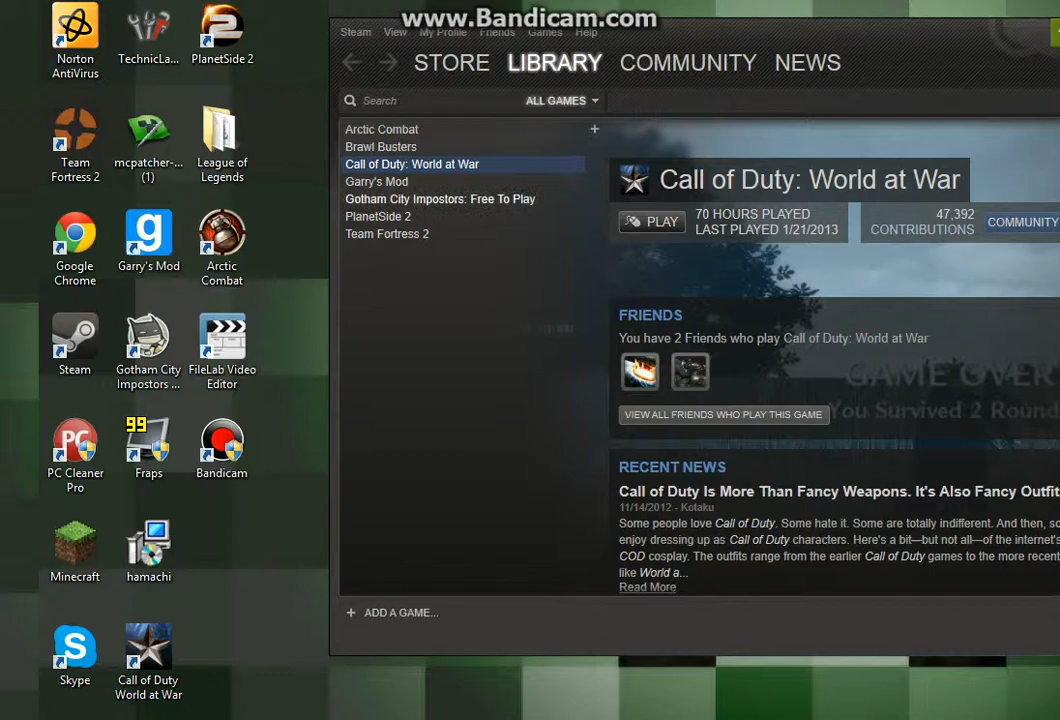 www.Bandicam.com
Steam View My Profile Friends Games Help
STORE LIBRARY COMMUNITY NEWS
Search ALL GAMES
Arctic Combat
Brawl Busters
Call of Duty: World at War
Garry's Mod
Gotham City Impostors: Free To Play
PlanetSide 2
Team Fortress 2
+ ADD A GAME...
Call of Duty: World at War
PLAY
70 HOURS PLAYED
LAST PLAYED 1/21/2013
47,392
CONTRIBUTIONS
COMMUNITY
FRIENDS
You have 2 Friends who play Call of Duty: World at War
GAME OVER
You Survived 2 Round
VIEW ALL FRIENDS WHO PLAY THIS GAME
RECENT NEWS
Call of Duty Is More Than Fancy Weapons. It's Also Fancy Outfit
11/14/2012 - Kotaku
Some people love Call of Duty. Some hate it. Some are totally indifferent. And then, so
enjoy dressing up as Call of Duty characters. Here's a bit—but not all—of the internet's
COD cosplay. The outfits range from the earlier Call of Duty games to the more recent
like World a...
Read More
Norton
AntiVirus
TechnicLa...
PlanetSide 2
2
Team
Fortress 2
mcpatcher-...
(1)
League of
Legends
Google
Chrome
g
Garry's Mod
Arctic
Combat
Steam
Gotham City
Impostors ...
FileLab Video
Editor
PC
PC Cleaner
Pro
99
Fraps
Bandicam
Minecraft
hamachi
S
Skype
Call of Duty
World at War